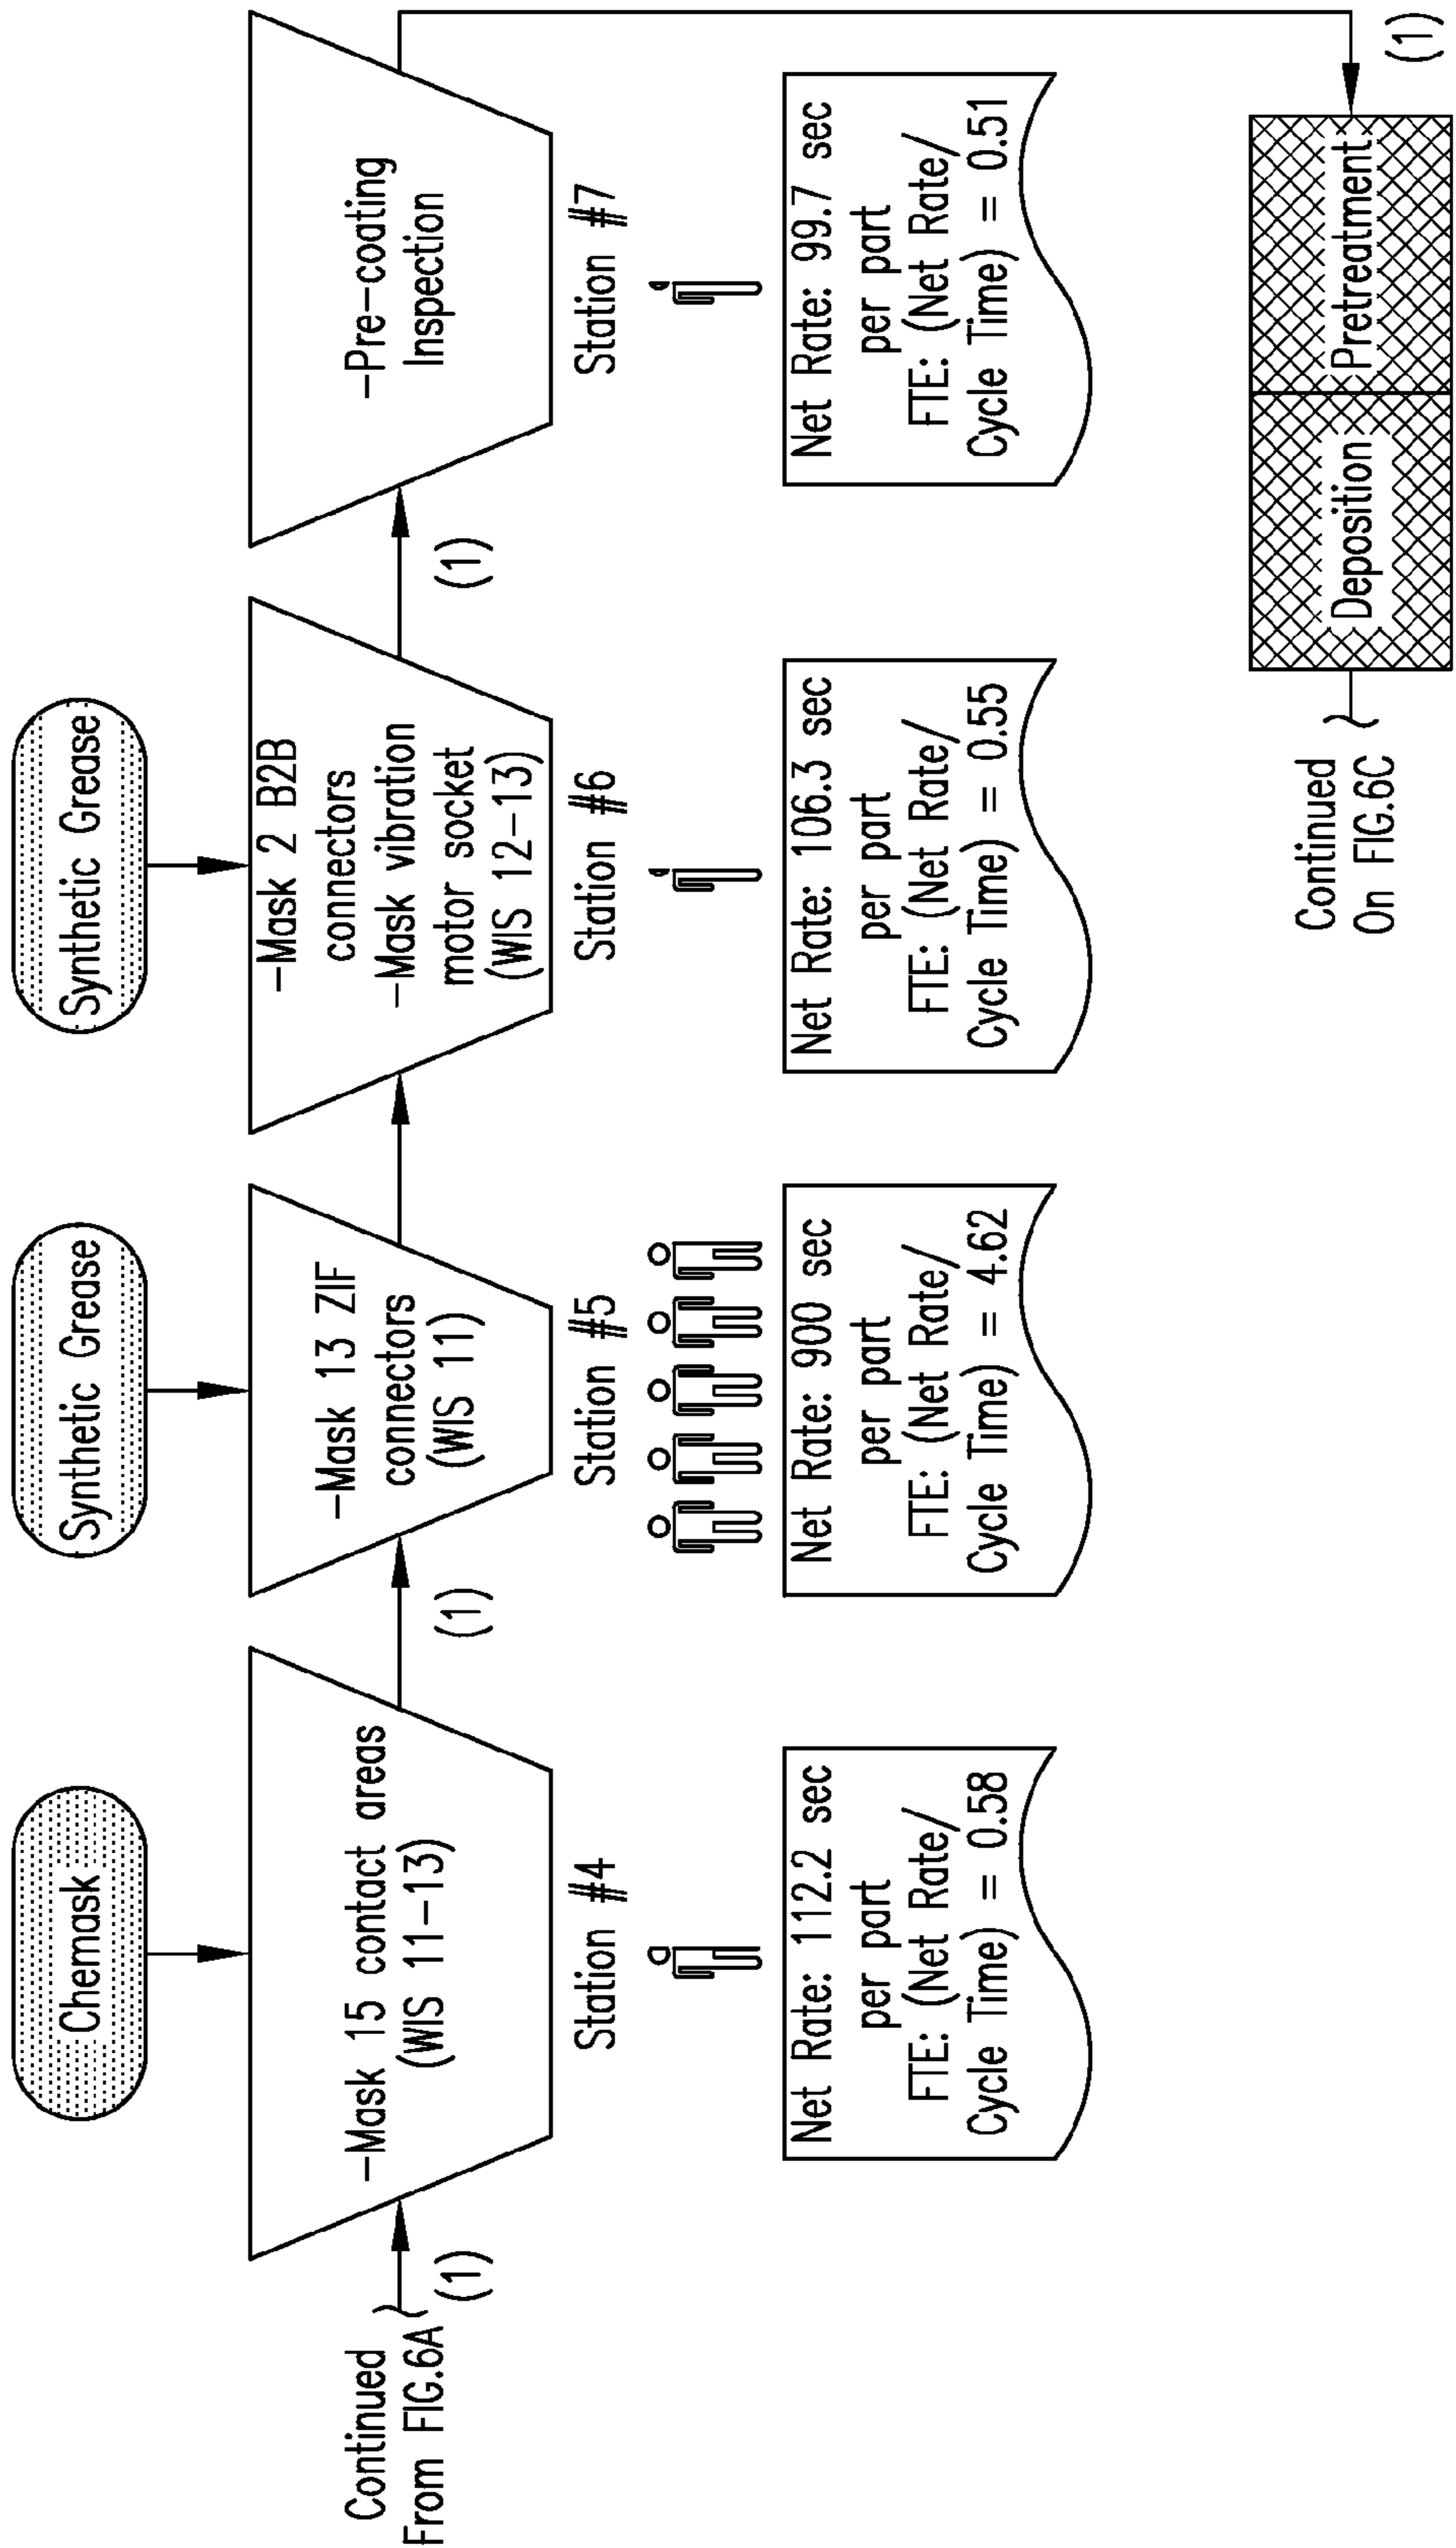 Chemask
Synthetic Grease
Synthetic Grease
Continued
From FIG.6A
(1)
-Mask 15 contact areas
(WIS 11-13)
(1)
-Mask 13 ZIF
connectors
(WIS 11)
-Mask 2 B2B
connectors
-Mask vibration
motor socket
(WIS 12-13)
(1)
-Pre-coating
Inspection
Station #4
Station #5
Station #6
Station #7
Net Rate: 112.2 sec
per part
FTE: (Net Rate/
Cycle Time) = 0.58
Net Rate: 900 sec
per part
FTE: (Net Rate/
Cycle Time) = 4.62
Net Rate: 106.3 sec
per part
FTE: (Net Rate/
Cycle Time) = 0.55
Net Rate: 99.7 sec
per part
FTE: (Net Rate/
Cycle Time) = 0.51
Continued
On FIG.6C
Deposition
Pretreatment
(1)